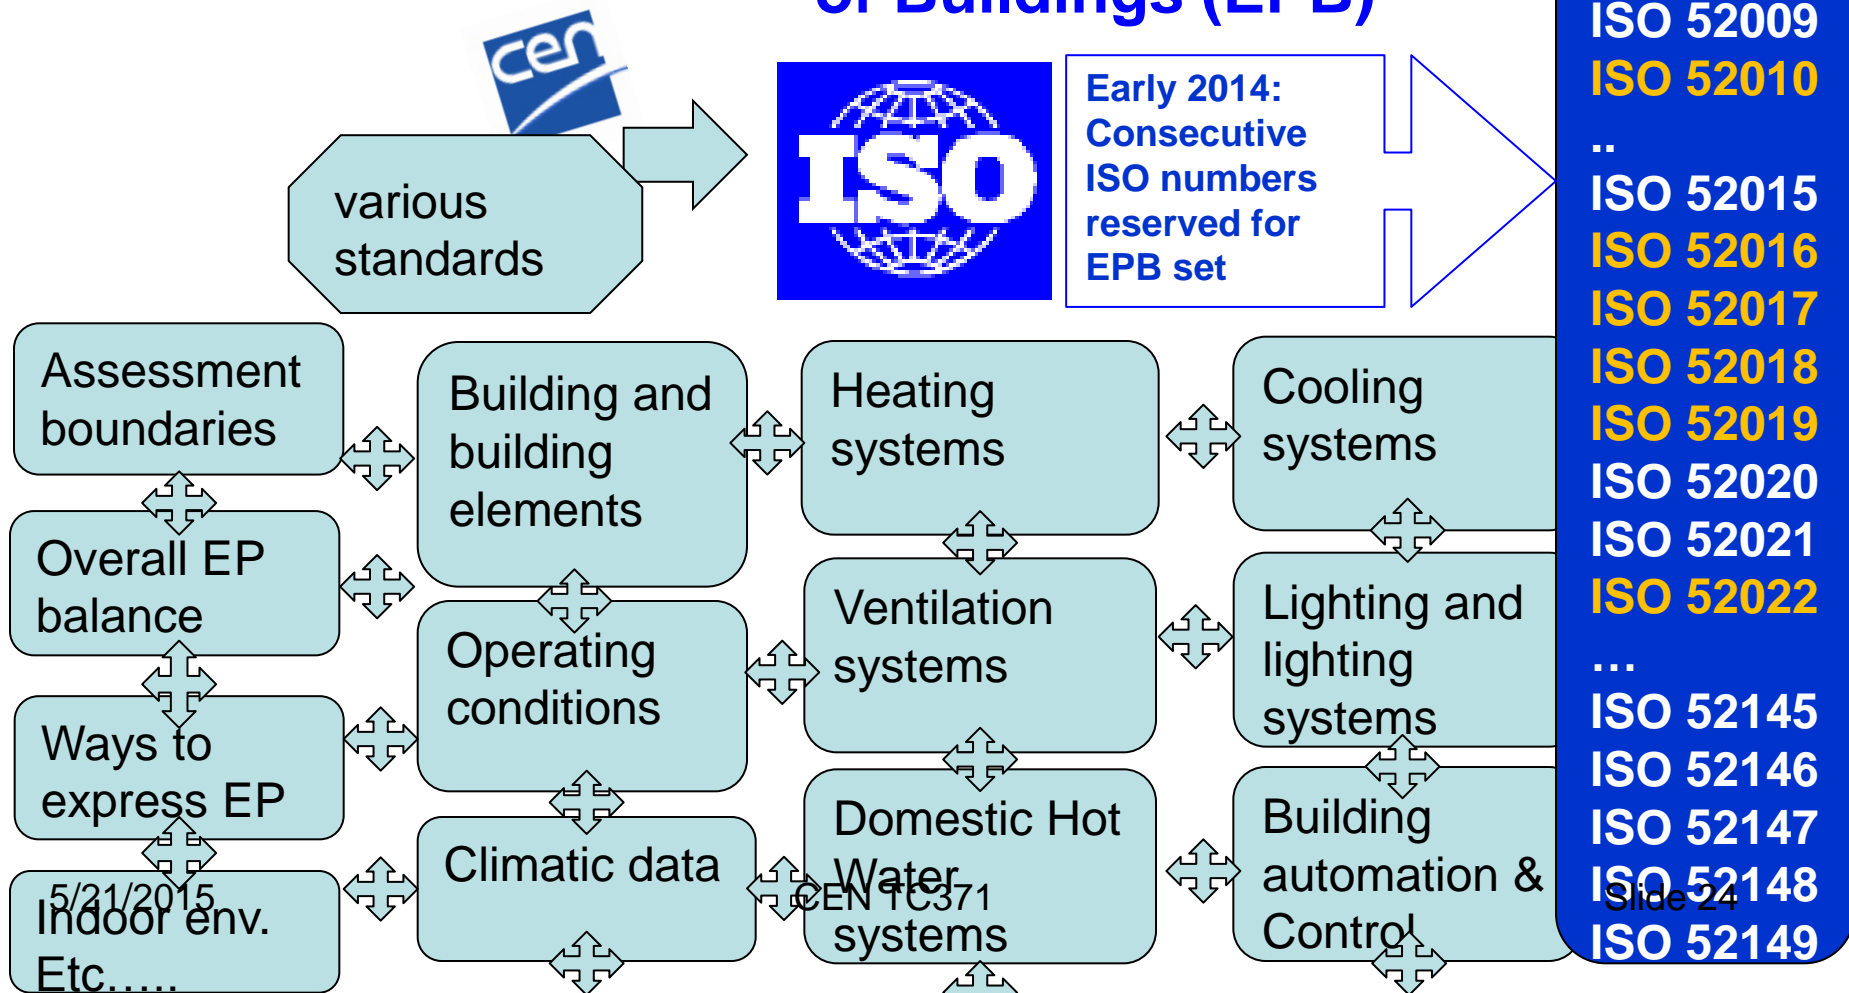 of Buildings (EPB)
cen
ISO
Early 2014:
Consecutive
ISO numbers
reserved for
EPB set
various
standards
Assessment
boundaries
Overall EP
balance
Ways to
express EP
Indoor env.
Etc.....
Building and
building
elements
Operating
conditions
Climatic data
Heating
systems
Ventilation
systems
Domestic Hot
Water
systems
Cooling
systems
Lighting and
lighting
systems
Building
automation &
Control
ISO 52009
ISO 52010
..
ISO 52015
ISO 52016
ISO 52017
ISO 52018
ISO 52019
ISO 52020
ISO 52021
ISO 52022
...
ISO 52145
ISO 52146
ISO 52147
ISO 52148
ISO 52149
5/21/2015
CEN TC371
Slide 24